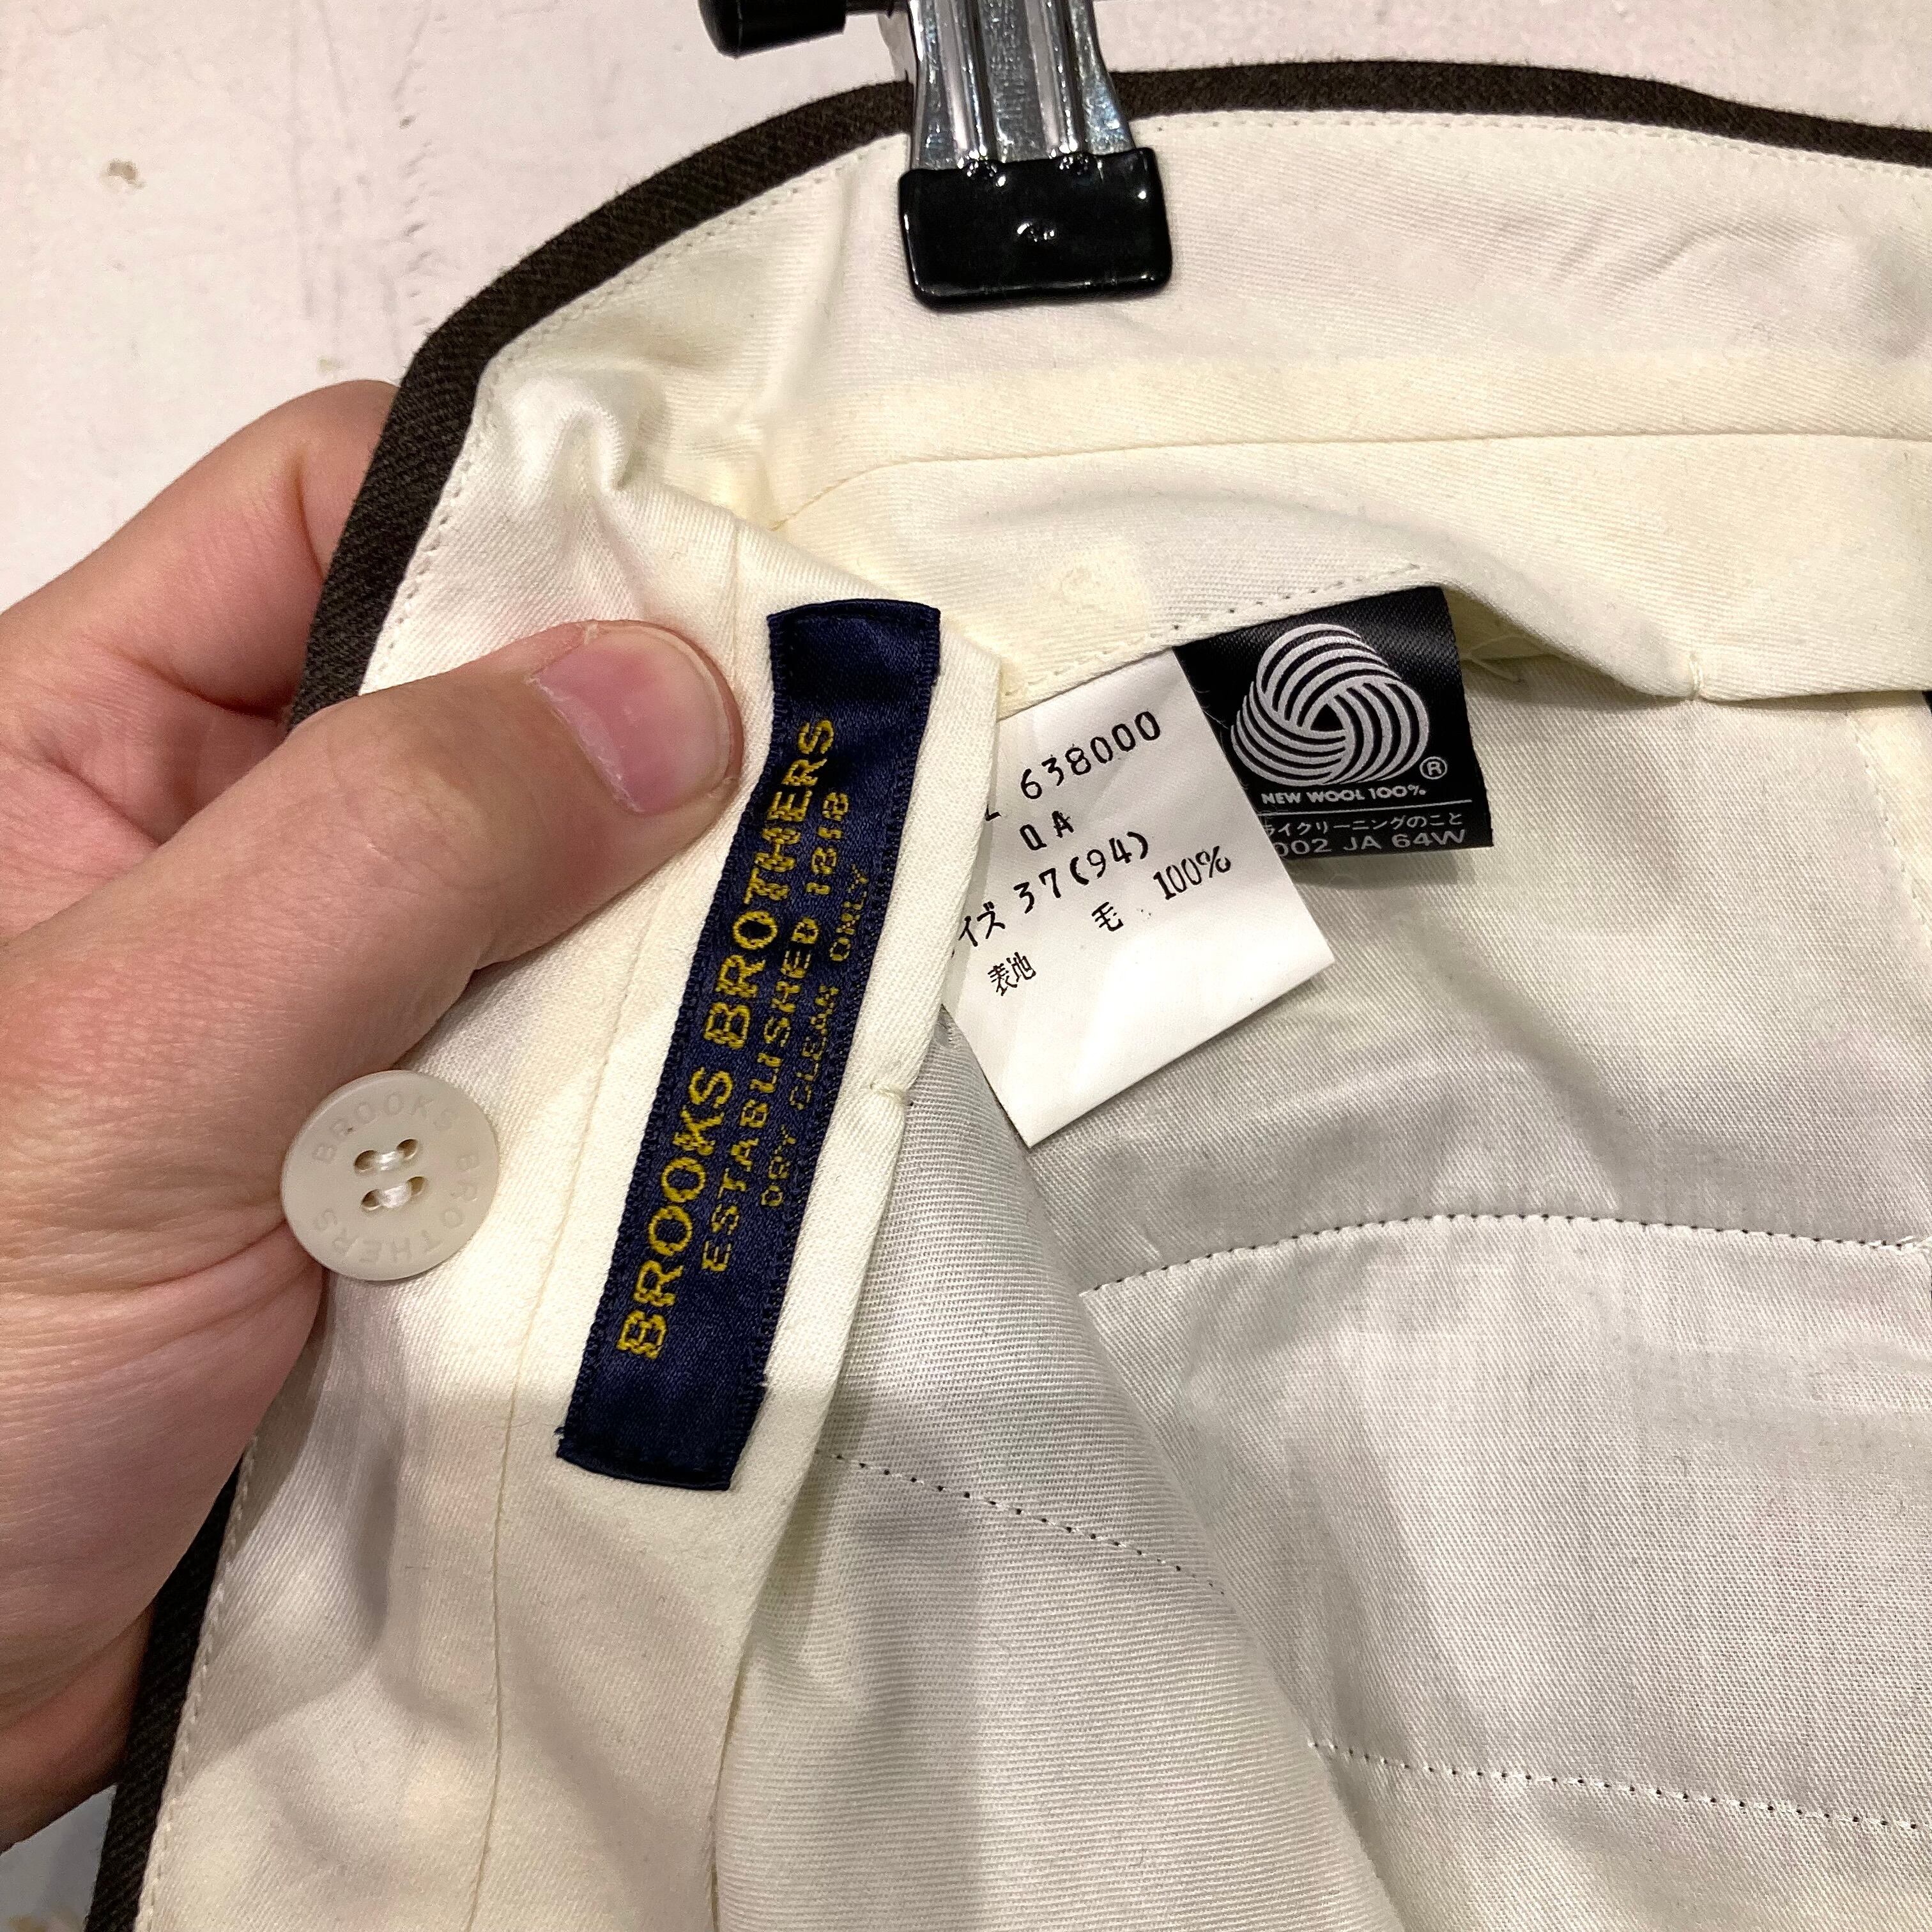 BROOKS BROTHERS
ESTABLISHED 1818
DRY CLEAN ONLY
BROOKS BROTHERS
638000
QA
イズ 37(94)
表地 毛 100%
NEW WOOL 100%
ライクリーニングのこと
002 JA 64W